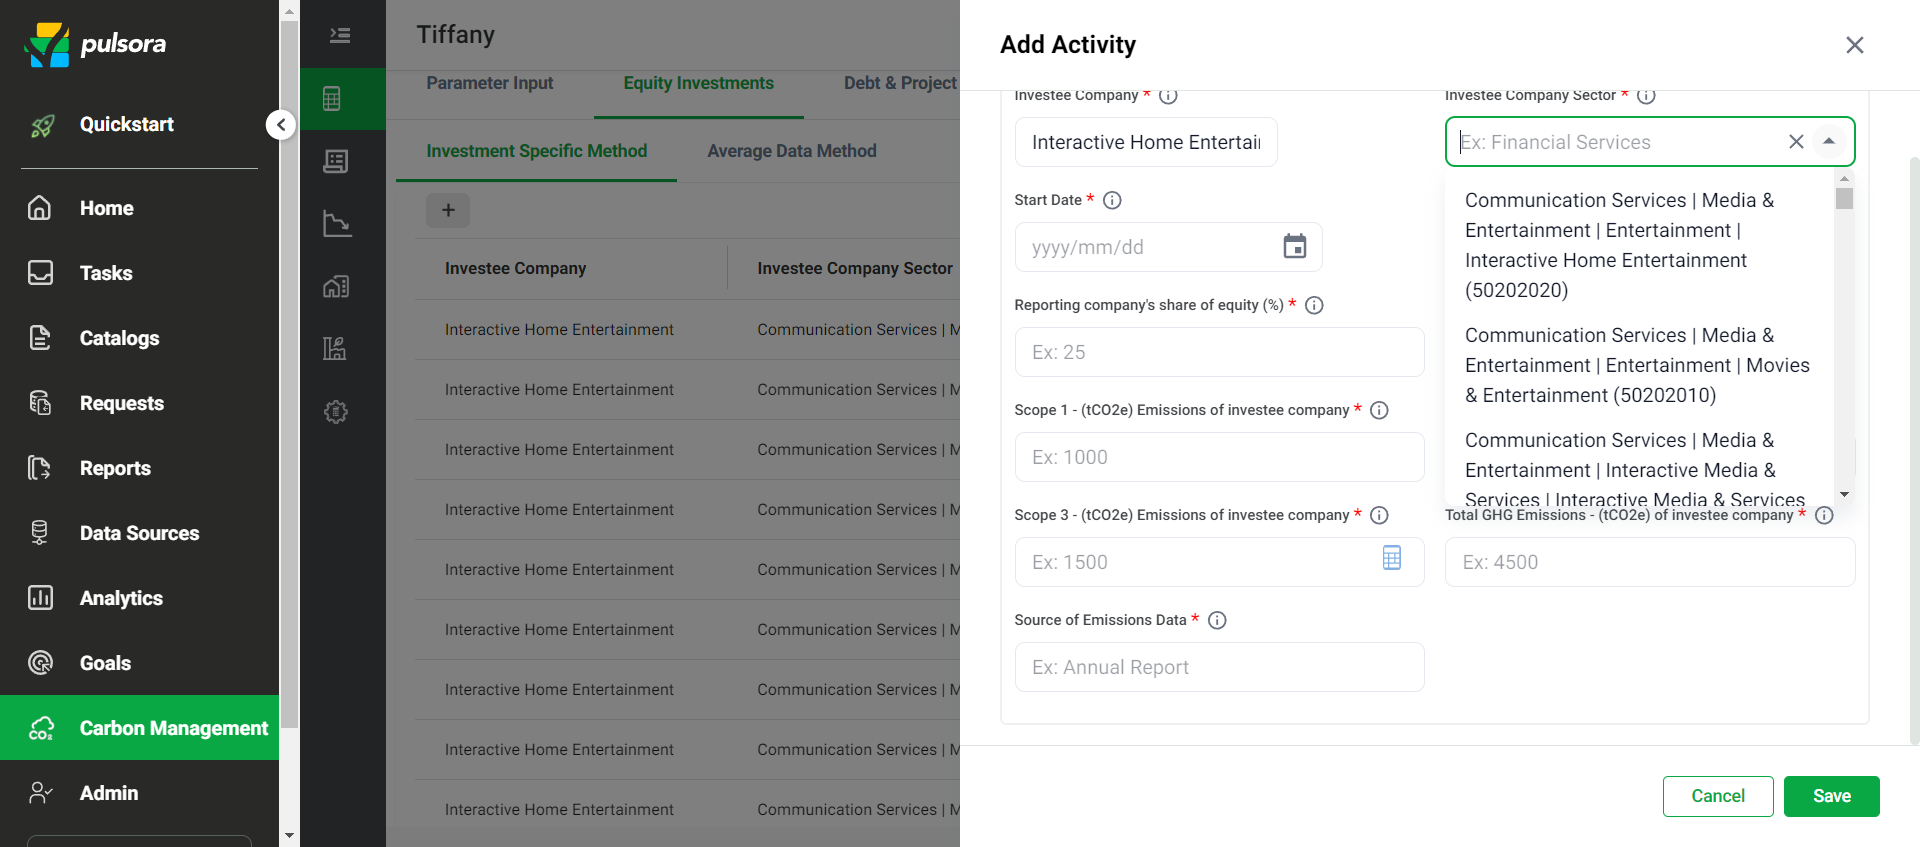 pulsora
Quickstart
Home
Tasks
Catalogs
Requests
Reports
Data Sources
Analytics
Goals
CO₂
Carbon Management
Admin
Tiffany
Parameter Input
Equity Investments
Debt & Project
Investment Specific Method
Average Data Method
+
Investee Company
Investee Company Sector
Interactive Home Entertainment
Communication Services | M
Interactive Home Entertainment
Communication Services | M
Interactive Home Entertainment
Communication Services | M
Interactive Home Entertainment
Communication Services | M
Interactive Home Entertainment
Communication Services | M
Interactive Home Entertainment
Communication Services | M
Interactive Home Entertainment
Communication Services | M
Interactive Home Entertainment
Communication Services | M
Interactive Home Entertainment
Communication Services | M
Add Activity
Investee Company *
Investee Company Sector *
Interactive Home Entertai
Ex: Financial Services
Communication Services | Media &
Entertainment | Entertainment |
Interactive Home Entertainment
(50202020)
Communication Services | Media &
Entertainment | Entertainment | Movies
& Entertainment (50202010)
Communication Services | Media &
Entertainment | Interactive Media &
Services | Interactive Media & Services
Start Date *
yyyy/mm/dd
Reporting company's share of equity (%) *
Ex: 25
Scope 1 - (tCO2e) Emissions of investee company *
Ex: 1000
Scope 3 - (tCO2e) Emissions of investee company *
Total GHG Emissions - (tCO2e) of investee company *
Ex: 1500
Ex: 4500
Source of Emissions Data *
Ex: Annual Report
Cancel
Save